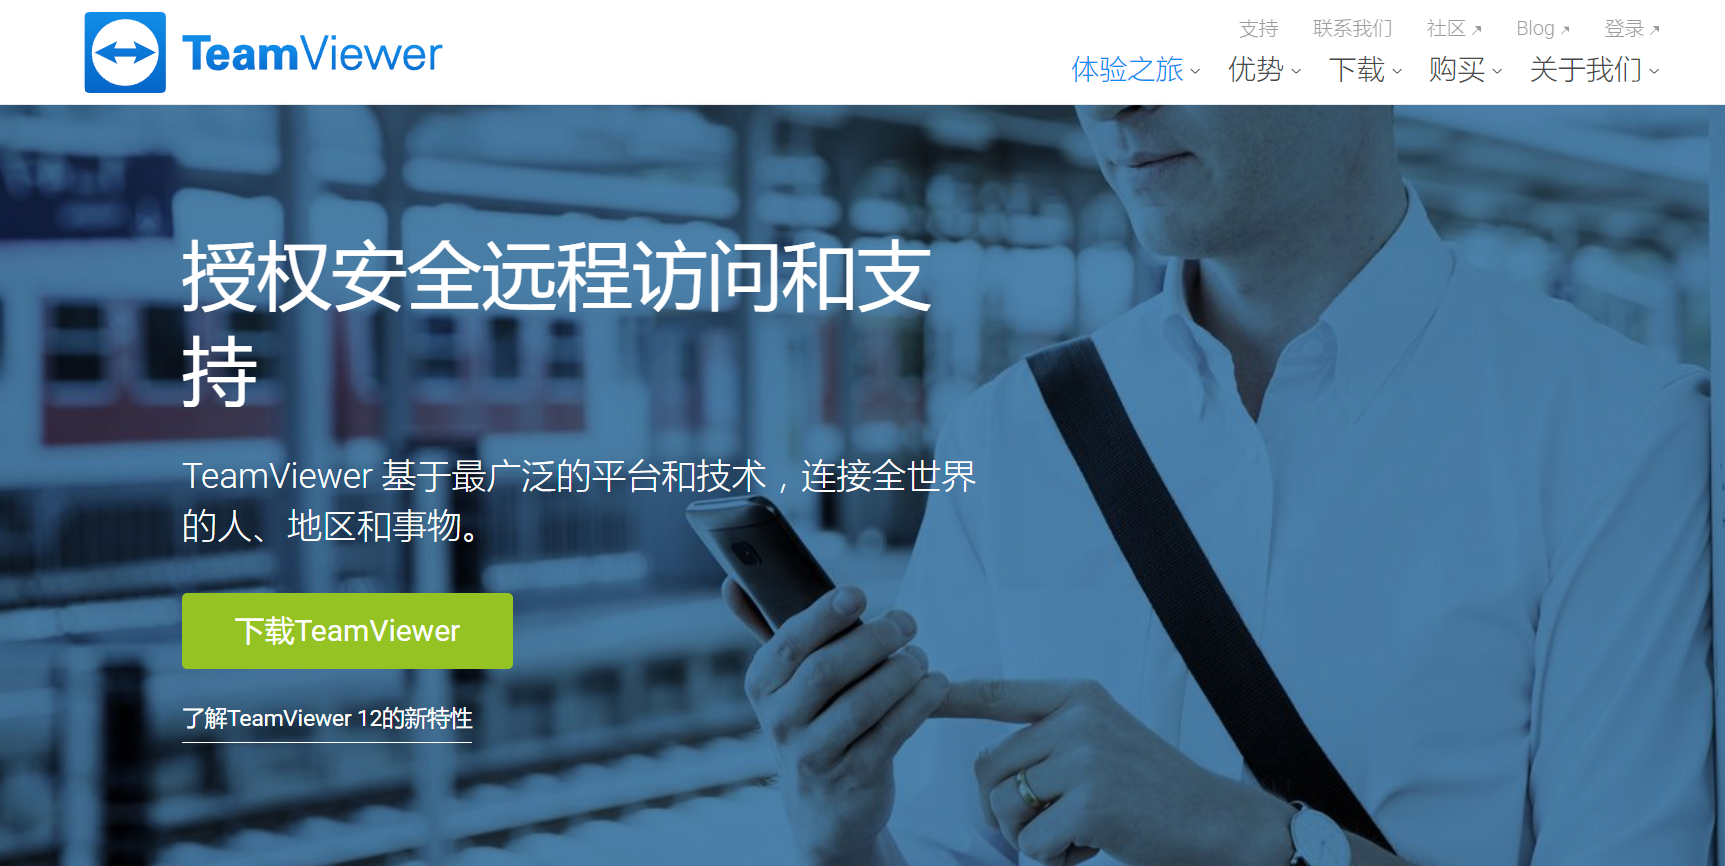 TeamViewer
支持 联系我们 社区 Blog 登录
体验之旅 优势 下载 购买 关于我们
授权安全远程访问和支
持
TeamViewer 基于最广泛的平台和技术，连接全世界
的人、地区和事物。
下载TeamViewer
了解TeamViewer 12的新特性